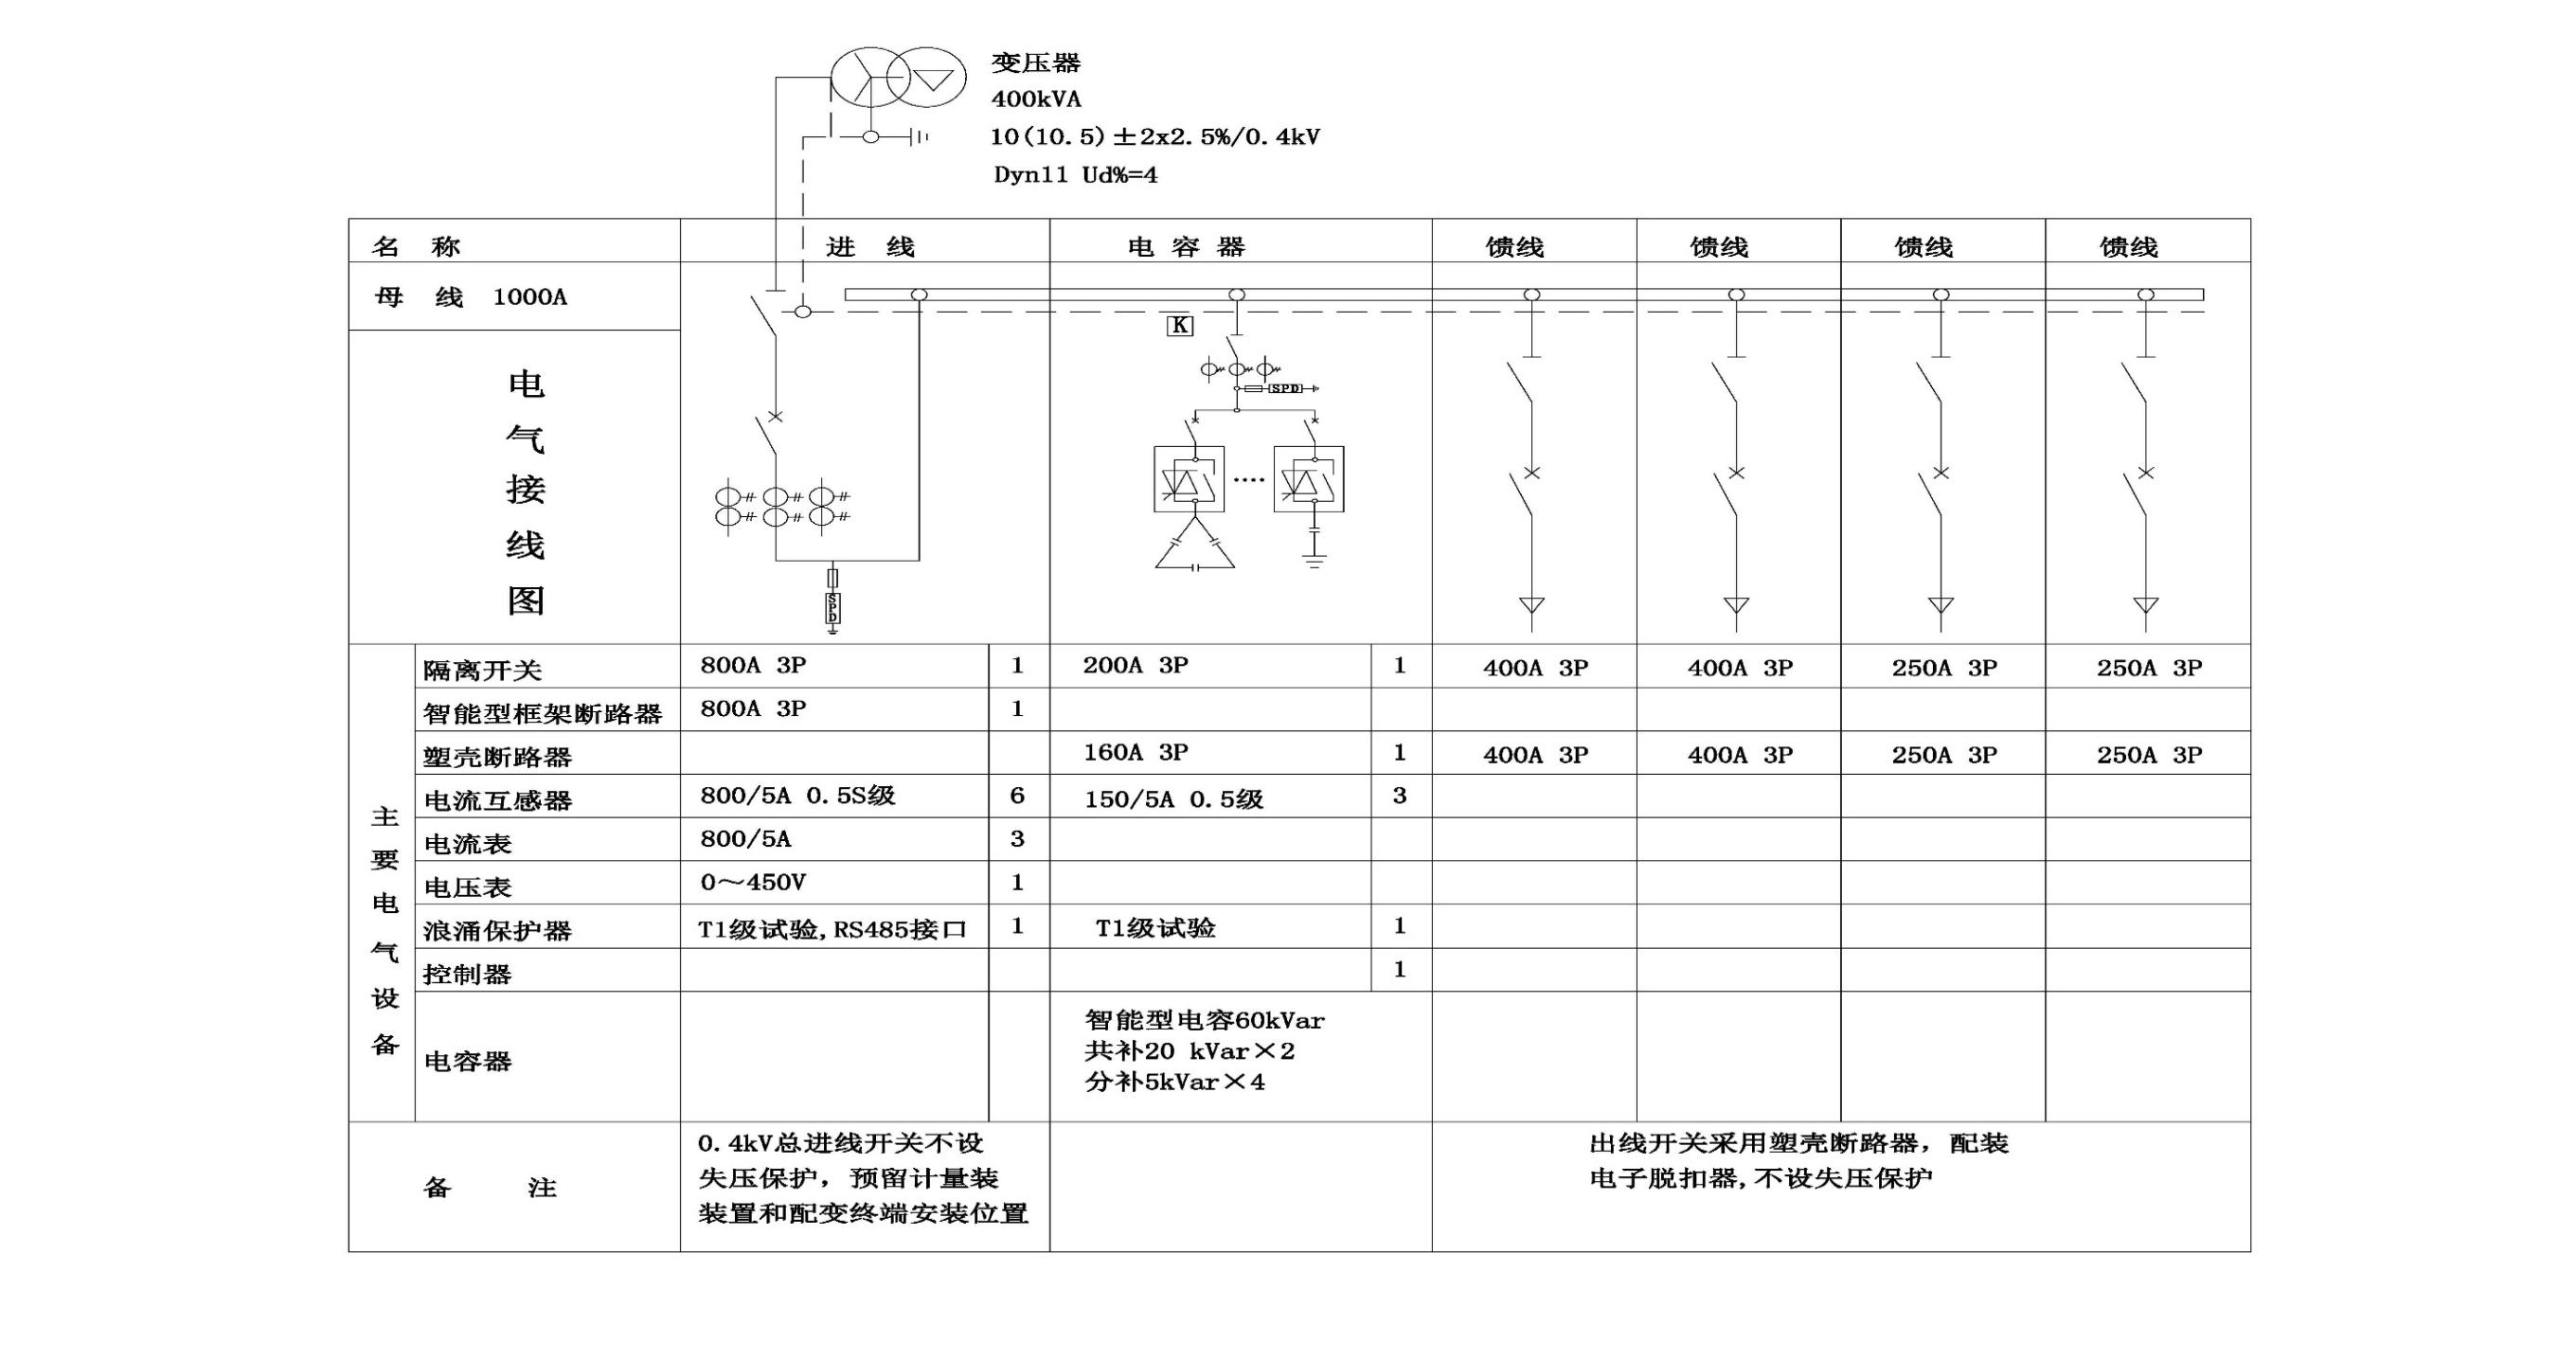 变压器
400kVA
10(10.5)±2x2.5%/0.4kV
Dyn11 Ud%=4
名 称 进 线 电 容 器 馈线 馈线 馈线 馈线
母 线 1000A
K
SPD
电
气
接
线
图
SPD
主要电气设备
隔离开关 800A 3P 1 200A 3P 1 400A 3P 400A 3P 250A 3P 250A 3P
智能型框架断路器 800A 3P 1
塑壳断路器 160A 3P 1 400A 3P 400A 3P 250A 3P 250A 3P
电流互感器 800/5A 0.5S级 6 150/5A 0.5级 3
电流表 800/5A 3
电压表 0～450V 1
浪涌保护器 T1级试验,RS485接口 1 T1级试验 1
控制器 1
电容器
智能型电容60kVar
共补20 kVar×2
分补5kVar×4
备 注
0.4kV总进线开关不设
失压保护，预留计量装
装置和配变终端安装位置
出线开关采用塑壳断路器，配装
电子脱扣器,不设失压保护